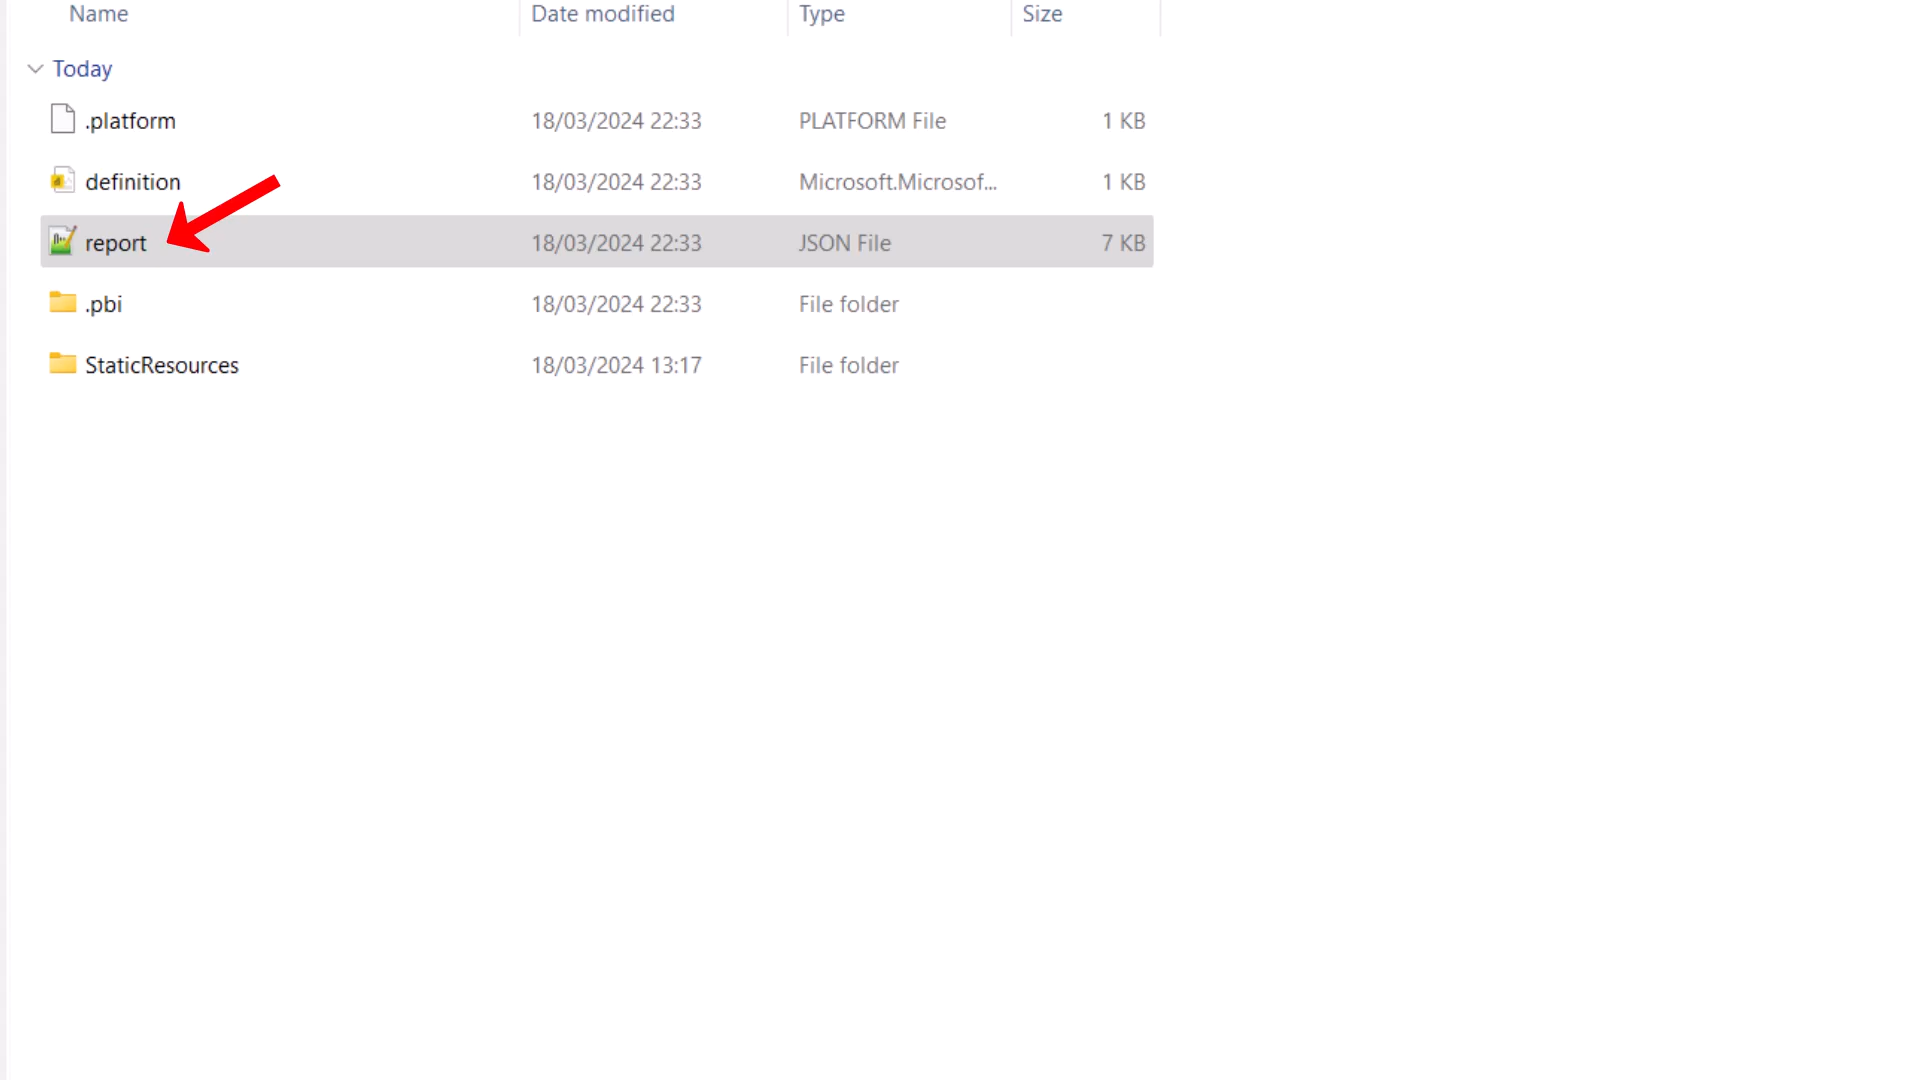 Name Date modified Type Size
Today
.platform 18/03/2024 22:33 PLATFORM File 1 KB
definition 18/03/2024 22:33 Microsoft.Microsof... 1 KB
report 18/03/2024 22:33 JSON File 7 KB
.pbi 18/03/2024 22:33 File folder
StaticResources 18/03/2024 13:17 File folder